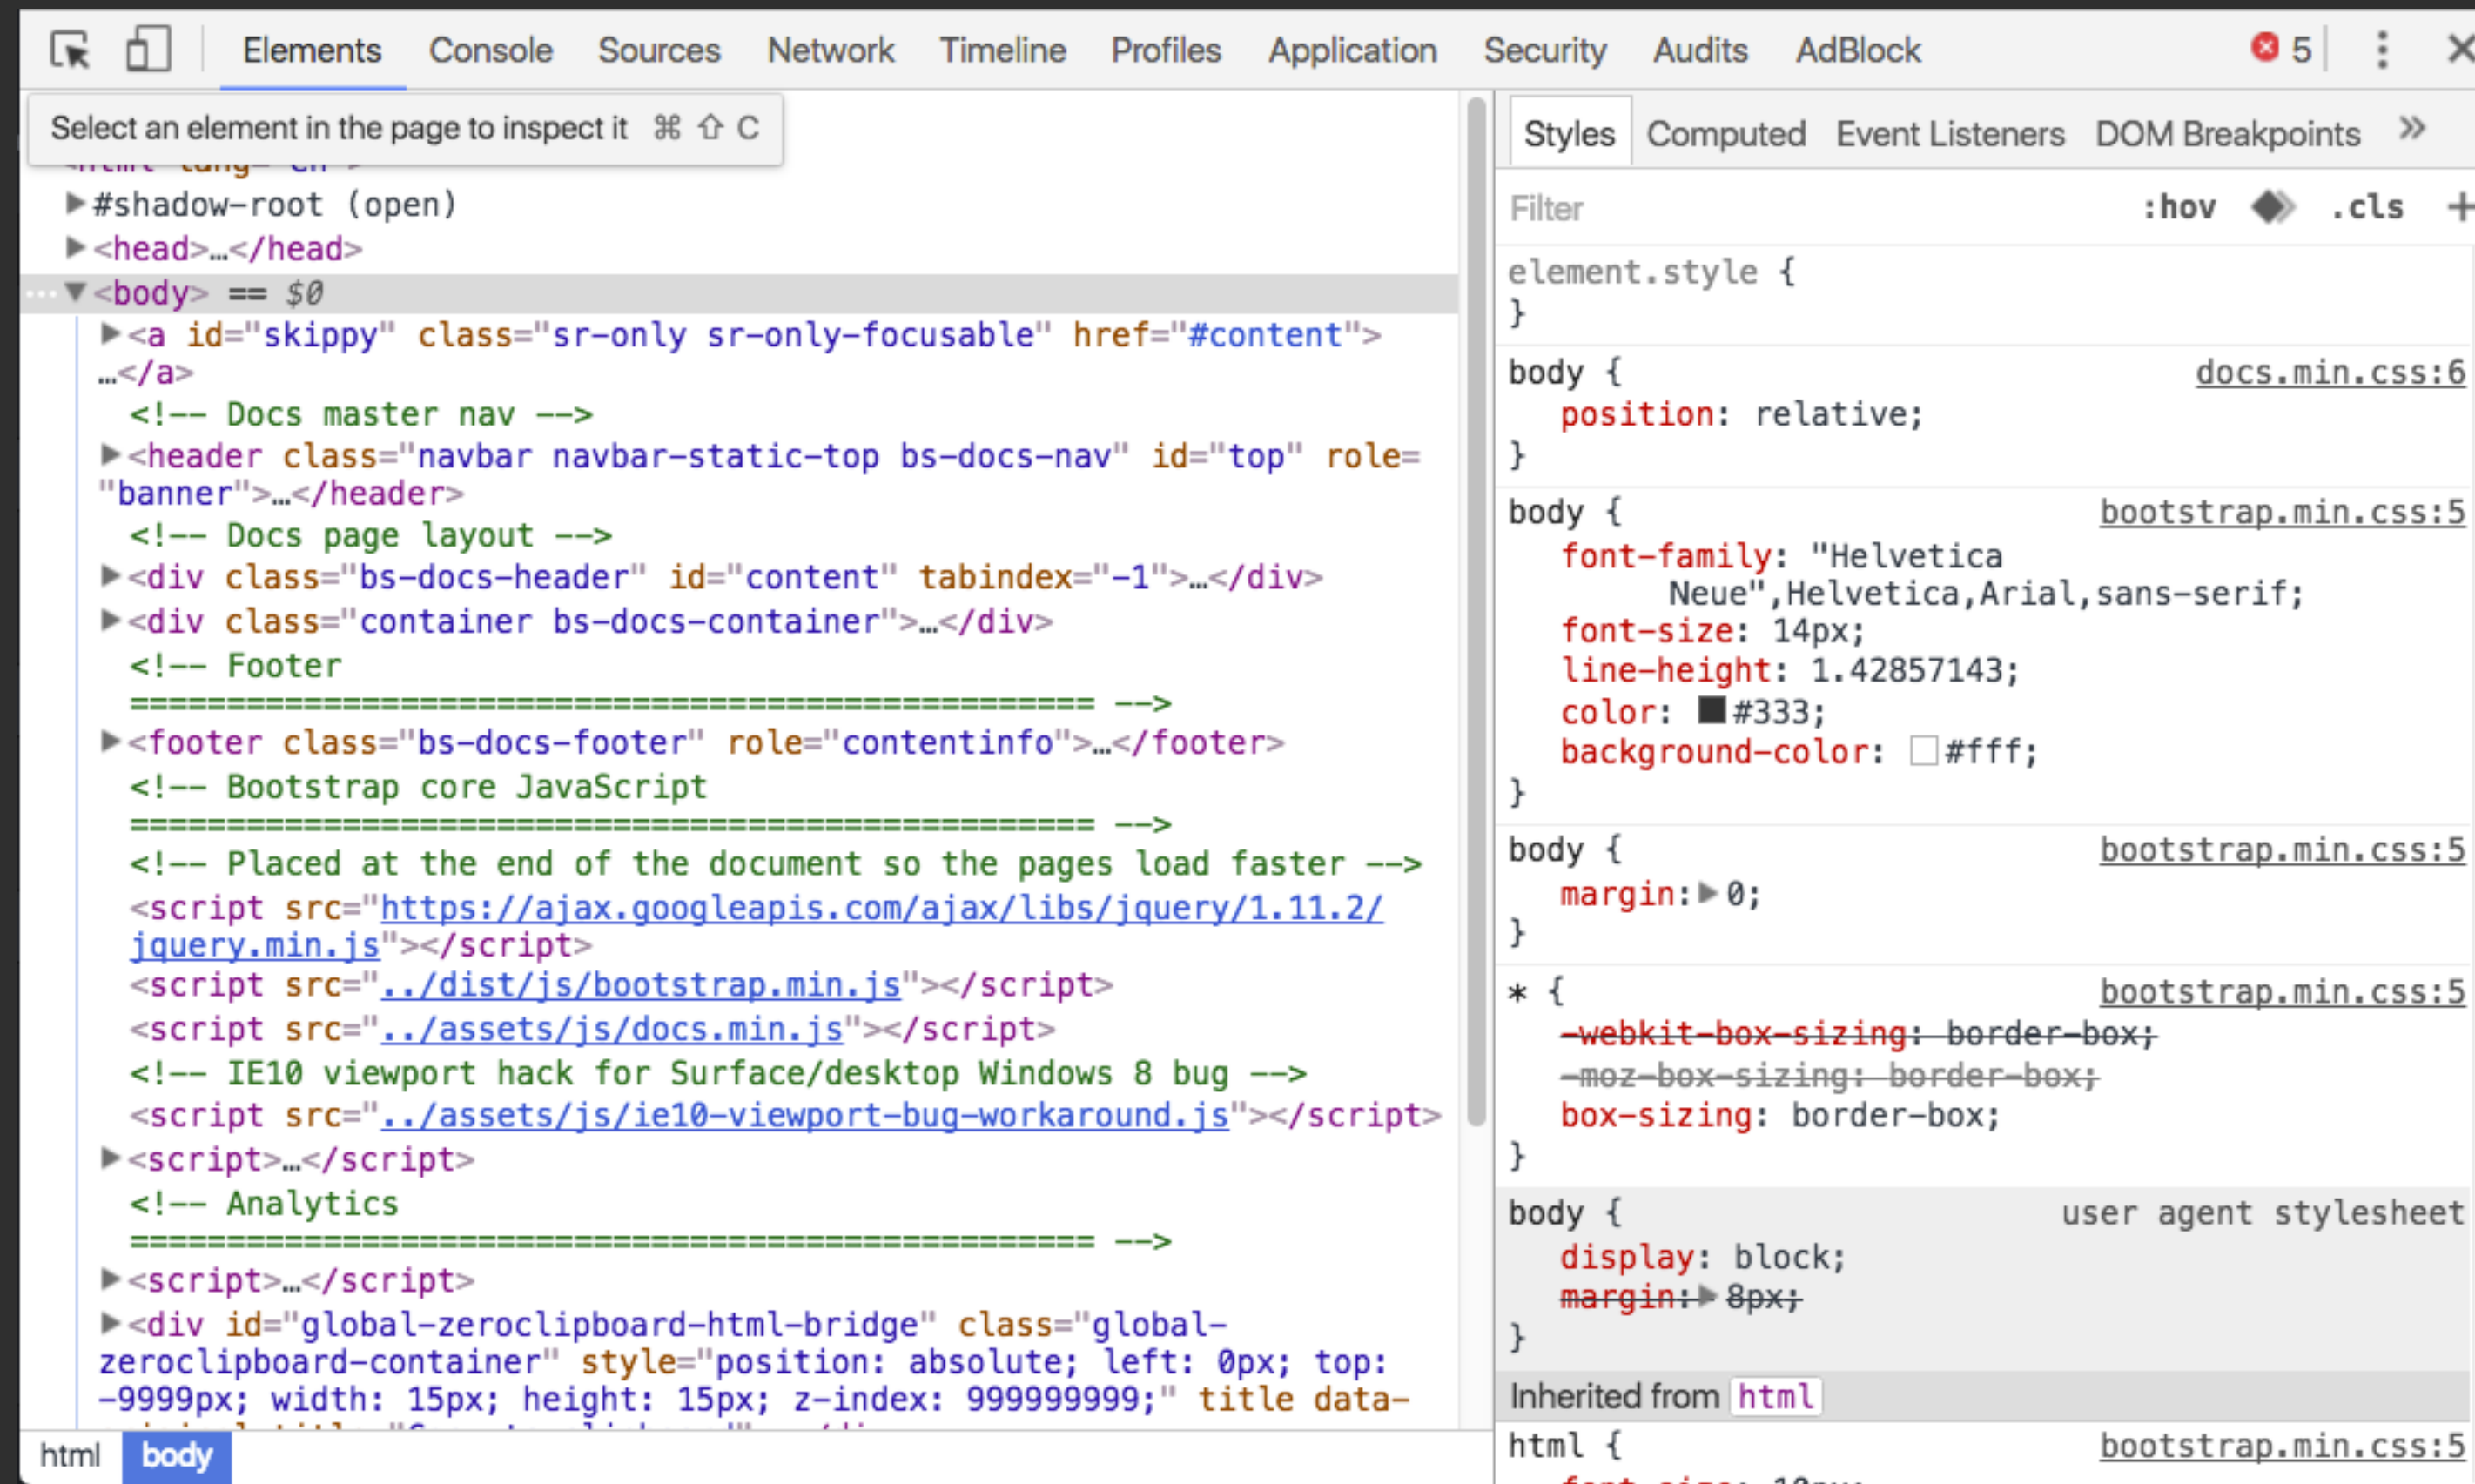 Elements Console Sources Network Timeline Profiles Application Security Audits AdBlock 5
Select an element in the page to inspect it ⌘ ⇧ C
#shadow-root (open)
<head>…</head>
<body> == $0
<a id="skippy" class="sr-only sr-only-focusable" href="#content">
…</a>
<!-- Docs master nav -->
<header class="navbar navbar-static-top bs-docs-nav" id="top" role=
"banner">…</header>
<!-- Docs page layout -->
<div class="bs-docs-header" id="content" tabindex="-1">…</div>
<div class="container bs-docs-container">…</div>
<!-- Footer
================================================== -->
<footer class="bs-docs-footer" role="contentinfo">…</footer>
<!-- Bootstrap core JavaScript
================================================== -->
<!-- Placed at the end of the document so the pages load faster -->
<script src="https://ajax.googleapis.com/ajax/libs/jquery/1.11.2/
jquery.min.js"></script>
<script src="../dist/js/bootstrap.min.js"></script>
<script src="../assets/js/docs.min.js"></script>
<!-- IE10 viewport hack for Surface/desktop Windows 8 bug -->
<script src="../assets/js/ie10-viewport-bug-workaround.js"></script>
<script>…</script>
<!-- Analytics
================================================== -->
<script>…</script>
<div id="global-zeroclipboard-html-bridge" class="global-
zeroclipboard-container" style="position: absolute; left: 0px; top:
-9999px; width: 15px; height: 15px; z-index: 999999999;" title data-
html body
Styles Computed Event Listeners DOM Breakpoints »
Filter :hov .cls +
element.style {
}
body { docs.min.css:6
position: relative;
}
body { bootstrap.min.css:5
font-family: "Helvetica
Neue",Helvetica,Arial,sans-serif;
font-size: 14px;
line-height: 1.42857143;
color: #333;
background-color: #fff;
}
body { bootstrap.min.css:5
margin: 0;
}
* { bootstrap.min.css:5
-webkit-box-sizing: border-box;
-moz-box-sizing: border-box;
box-sizing: border-box;
}
body { user agent stylesheet
display: block;
margin: 8px;
}
Inherited from html
html { bootstrap.min.css:5